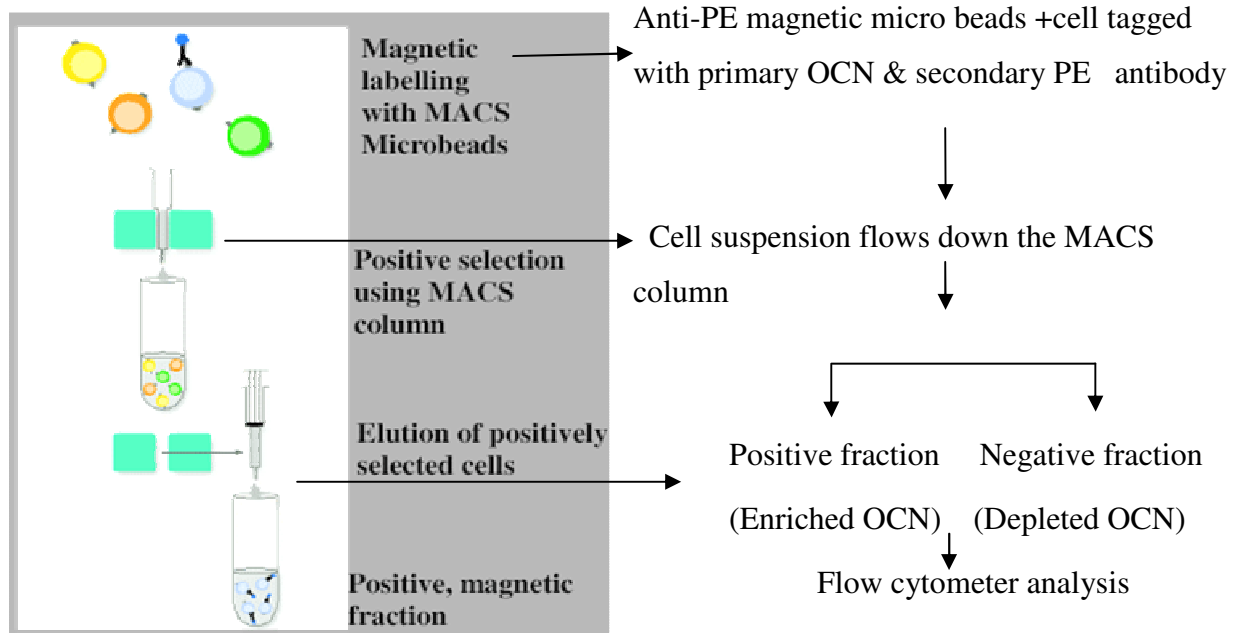 Magnetic
labelling
with MACS
Microbeads
Anti-PE magnetic micro beads +cell tagged
with primary OCN & secondary PE antibody
Positive selection
using MACS
column
Cell suspension flows down the MACS
column
Elution of positively
selected cells
Positive fraction
(Enriched OCN)
Negative fraction
(Depleted OCN)
Positive, magnetic
fraction
Flow cytometer analysis